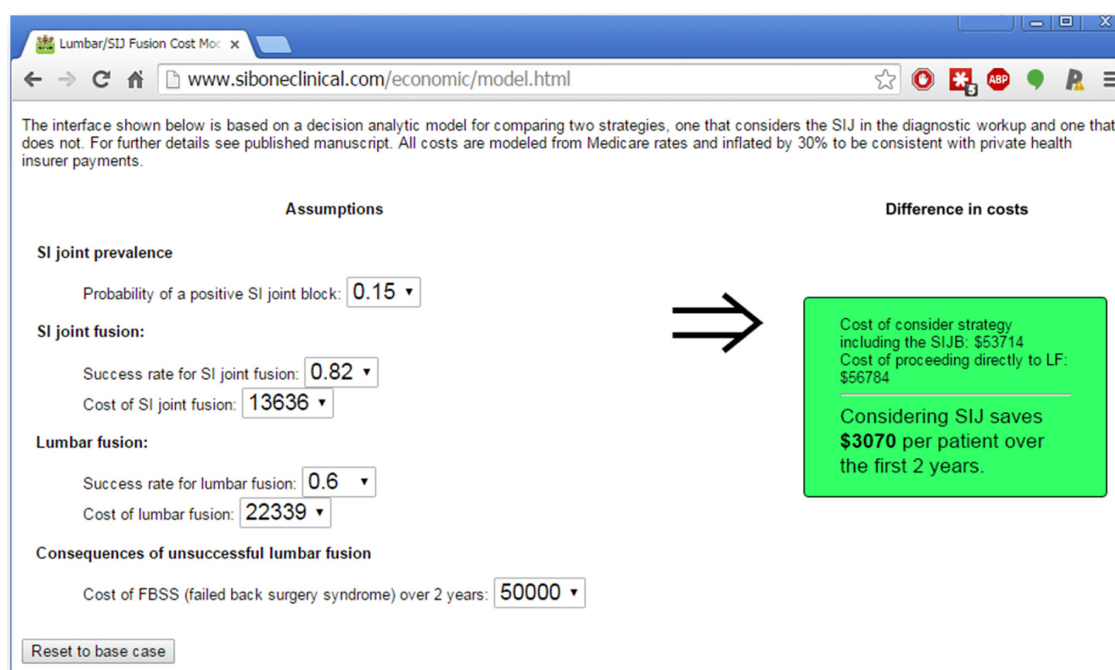 Lumbar/SIJ Fusion Cost Moc x
www.siboneclinical.com/economic/model.html
5
ABP
The interface shown below is based on a decision analytic model for comparing two strategies, one that considers the SIJ in the diagnostic workup and one that
does not. For further details see published manuscript. All costs are modeled from Medicare rates and inflated by 30% to be consistent with private health
insurer payments.
Assumptions
Difference in costs
SI joint prevalence
Probability of a positive SI joint block: 0.15
SI joint fusion:
Success rate for SI joint fusion: 0.82
Cost of SI joint fusion: 13636
Lumbar fusion:
Success rate for lumbar fusion: 0.6
Cost of lumbar fusion: 22339
Consequences of unsuccessful lumbar fusion
Cost of FBSS (failed back surgery syndrome) over 2 years: 50000
Reset to base case
Cost of consider strategy
including the SIJB: $53714
Cost of proceeding directly to LF:
$56784
Considering SIJ saves
$3070 per patient over
the first 2 years.